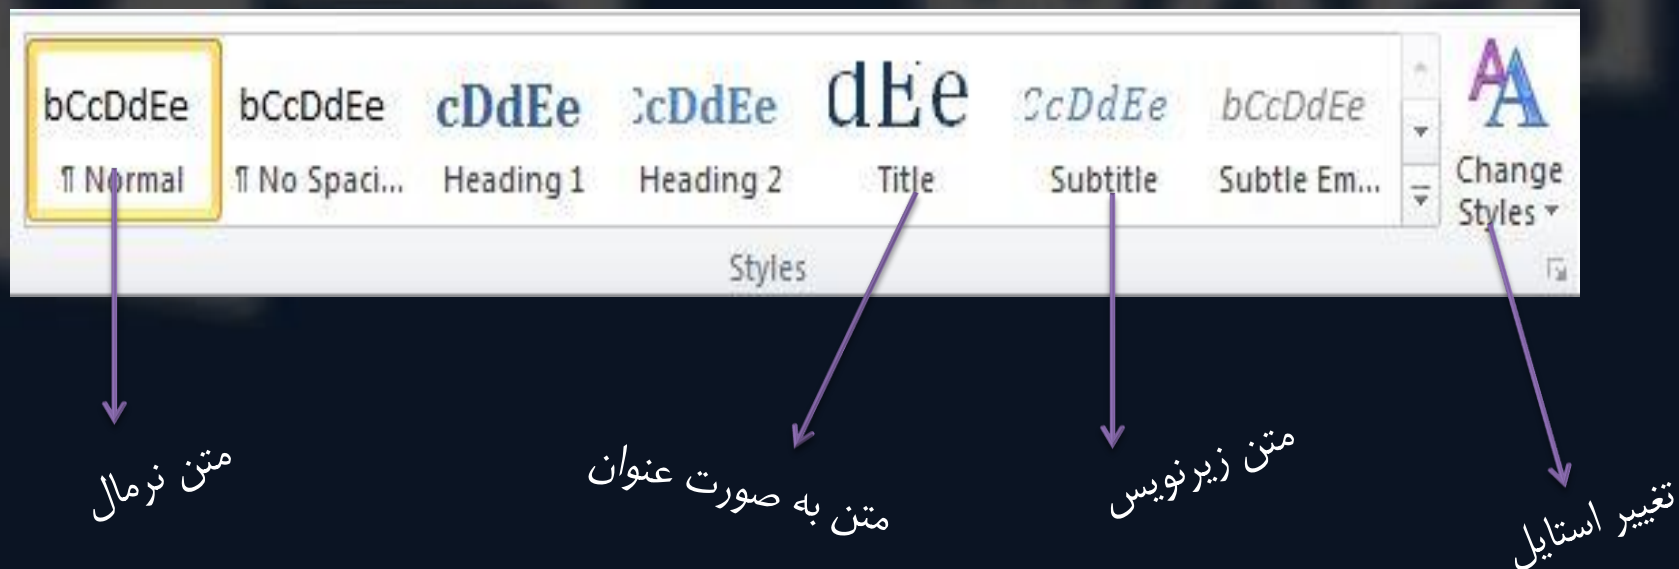 bCcDdEe bCcDdEe cDdEe CcDdEe dEe CcDdEe bCcDdEe
¶ Normal ¶ No Spaci... Heading 1 Heading 2 Title Subtitle Subtle Em... Change
Styles
Styles
متن نرمال
متن به صورت عنوان
متن زیرنویس
تغییر استایل